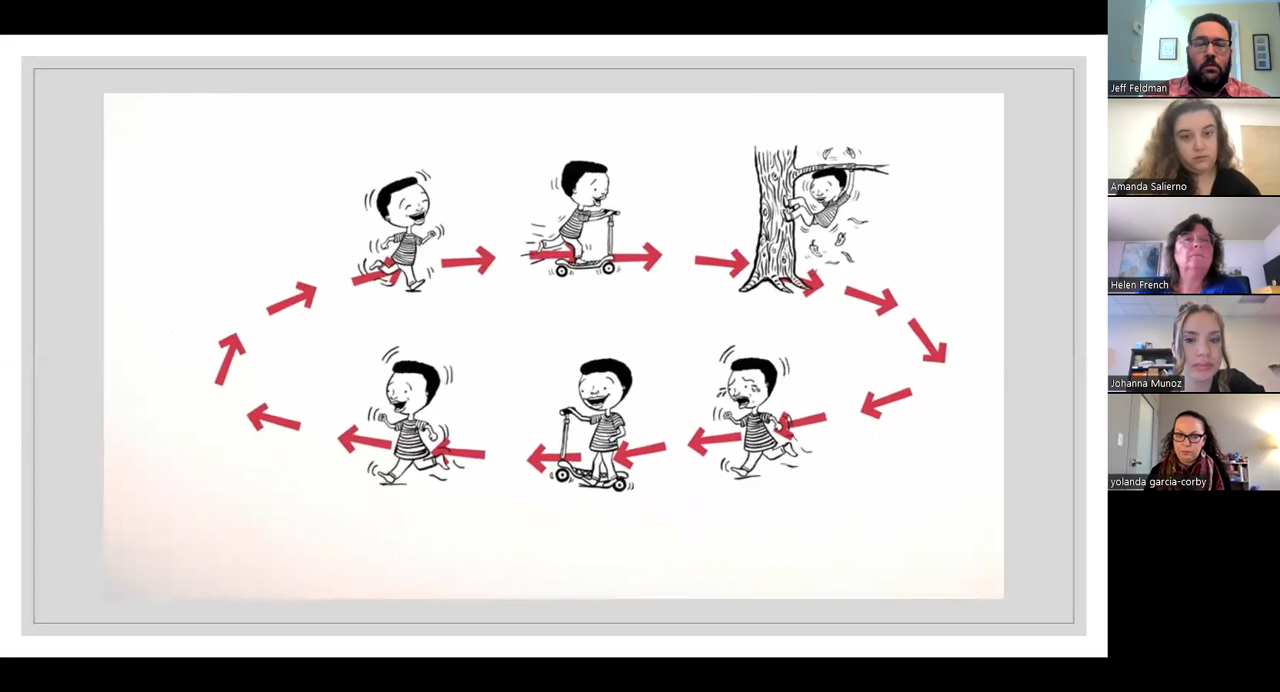 Jeff Feldman
Amanda Salierno
Helen French
Johanna Munoz
yolanda garcia-corby